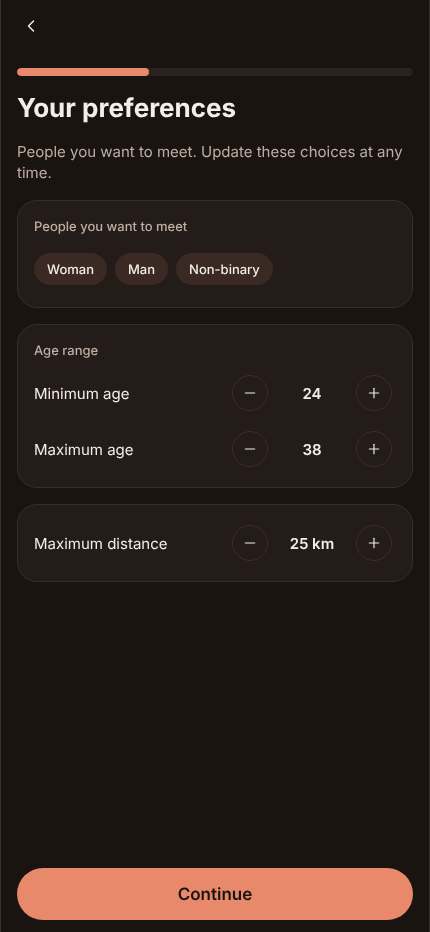 Your preferences
People you want to meet. Update these choices at any
time.
People you want to meet
Woman Man Non-binary
Age range
Minimum age − 24 +
Maximum age − 38 +
Maximum distance − 25 km +
Continue